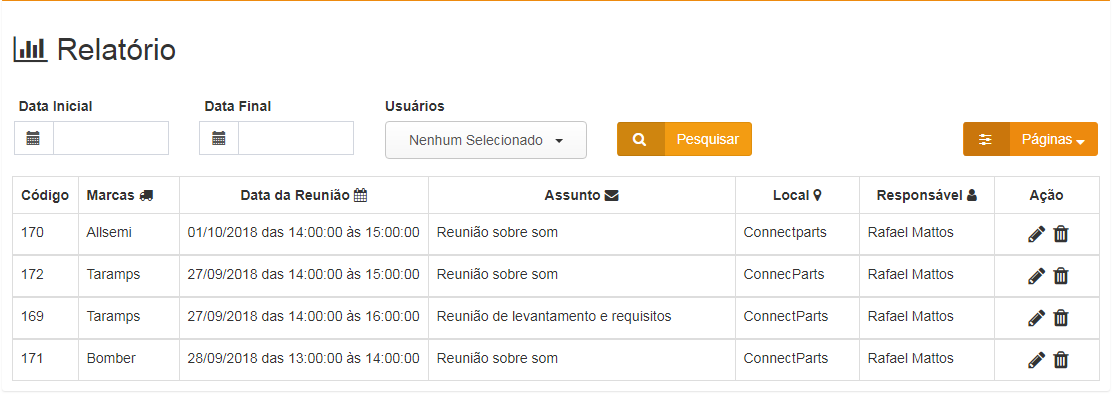 Relatório
Data Inicial Data Final Usuários
Nenhum Selecionado Pesquisar Páginas
Código Marcas Data da Reunião Assunto Local Responsável Ação
170 Allsemi 01/10/2018 das 14:00:00 às 15:00:00 Reunião sobre som Connectparts Rafael Mattos
172 Taramps 27/09/2018 das 14:00:00 às 15:00:00 Reunião sobre som ConnecParts Rafael Mattos
169 Taramps 27/09/2018 das 14:00:00 às 16:00:00 Reunião de levantamento e requisitos ConnectParts Rafael Mattos
171 Bomber 28/09/2018 das 13:00:00 às 14:00:00 Reunião sobre som ConnectParts Rafael Mattos